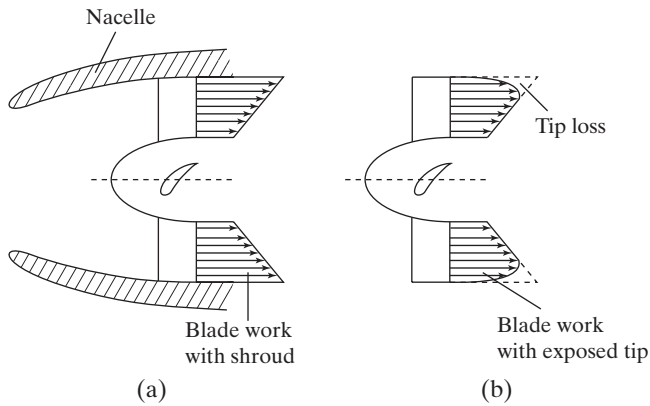 Nacelle
Tip loss
Blade work
with shroud
Blade work
with exposed tip
(a)
(b)